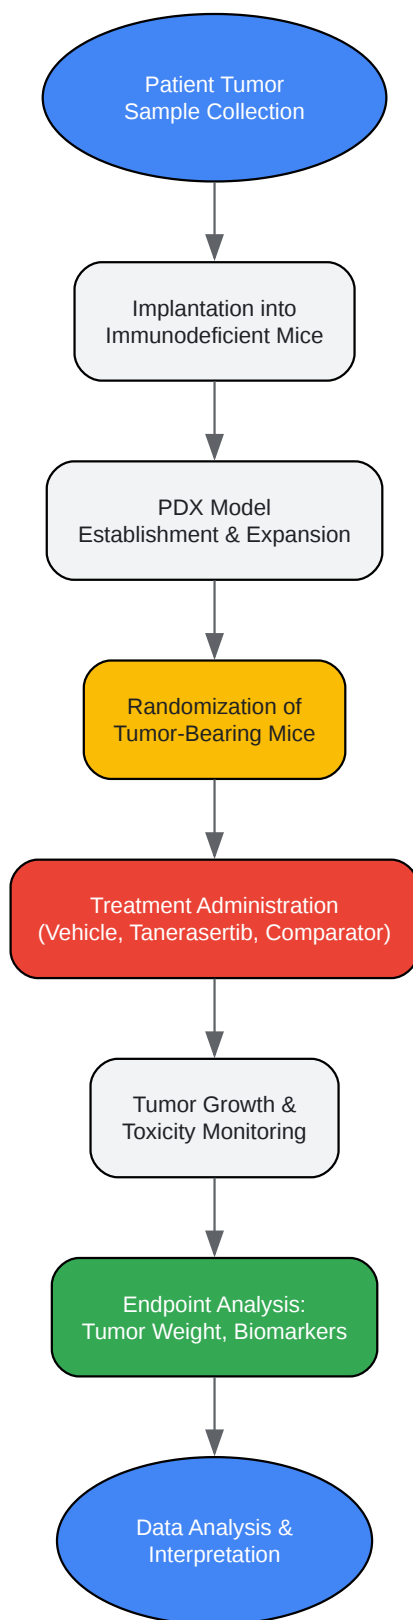 Patient Tumor
Sample Collection
Implantation into
Immunodeficient Mice
PDX Model
Establishment & Expansion
Randomization of
Tumor-Bearing Mice
Treatment Administration
(Vehicle, Tanerasertib, Comparator)
Tumor Growth &
Toxicity Monitoring
Endpoint Analysis:
Tumor Weight, Biomarkers
Data Analysis &
Interpretation